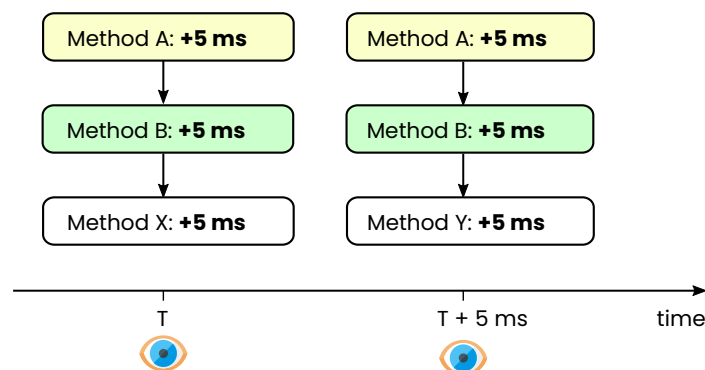 Method A: +5 ms
Method A: +5 ms
Method B: +5 ms
Method B: +5 ms
Method X: +5 ms
Method Y: +5 ms
T
T + 5 ms
time